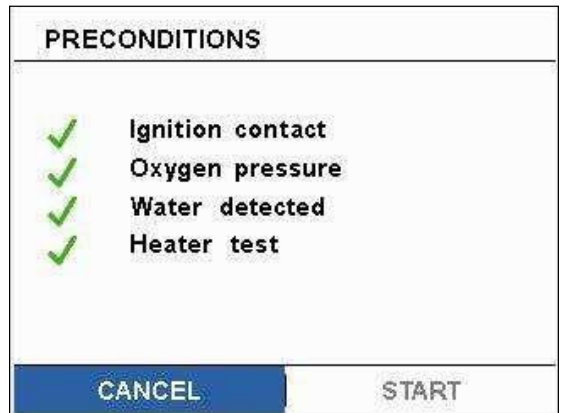 PRECONDITIONS
Ignition contact
Oxygen pressure
Water detected
Heater test
CANCEL START